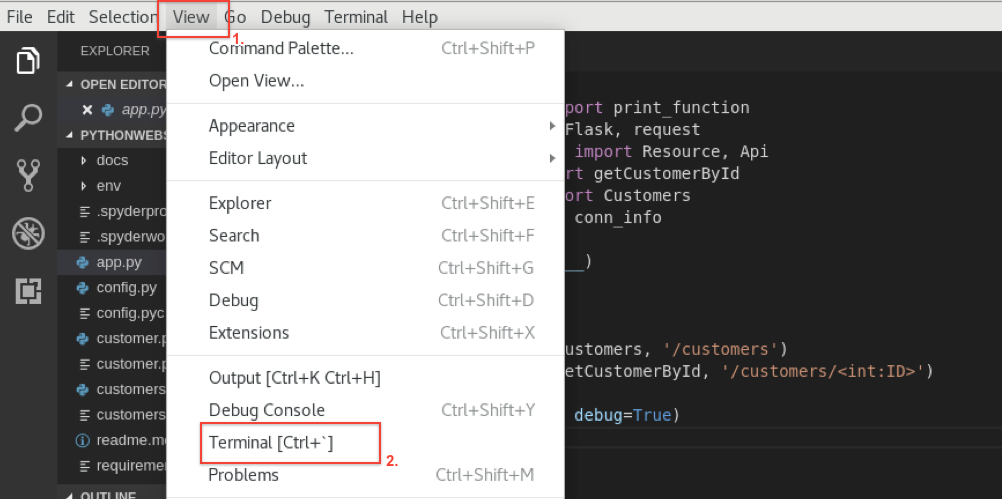 File Edit Selection View Go Debug Terminal Help
1.
EXPLORER
OPEN EDITOR
app.py
PYTHONWEBS
docs
env
.spyderpro
.spyderwo
app.py
config.py
config.pyc
customer.p
customer.p
customers
customers
readme.m
requiremen
OUTLINE
Command Palette... Ctrl+Shift+P
Open View...
Appearance
Editor Layout
Explorer Ctrl+Shift+E
Search Ctrl+Shift+F
SCM Ctrl+Shift+G
Debug Ctrl+Shift+D
Extensions Ctrl+Shift+X
Output [Ctrl+K Ctrl+H]
Debug Console Ctrl+Shift+Y
Terminal [Ctrl+`]
2.
Problems Ctrl+Shift+M
port print_function
Flask, request
import Resource, Api
rt getCustomerById
ort Customers
conn_info
__)
ustomers, '/customers')
etCustomerById, '/customers/<int:ID>')
debug=True)